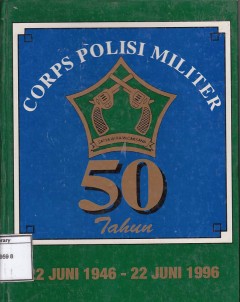 CORPS POLISI MILITER
50
Tahun
22 JUNI 1946 - 22 JUNI 1996